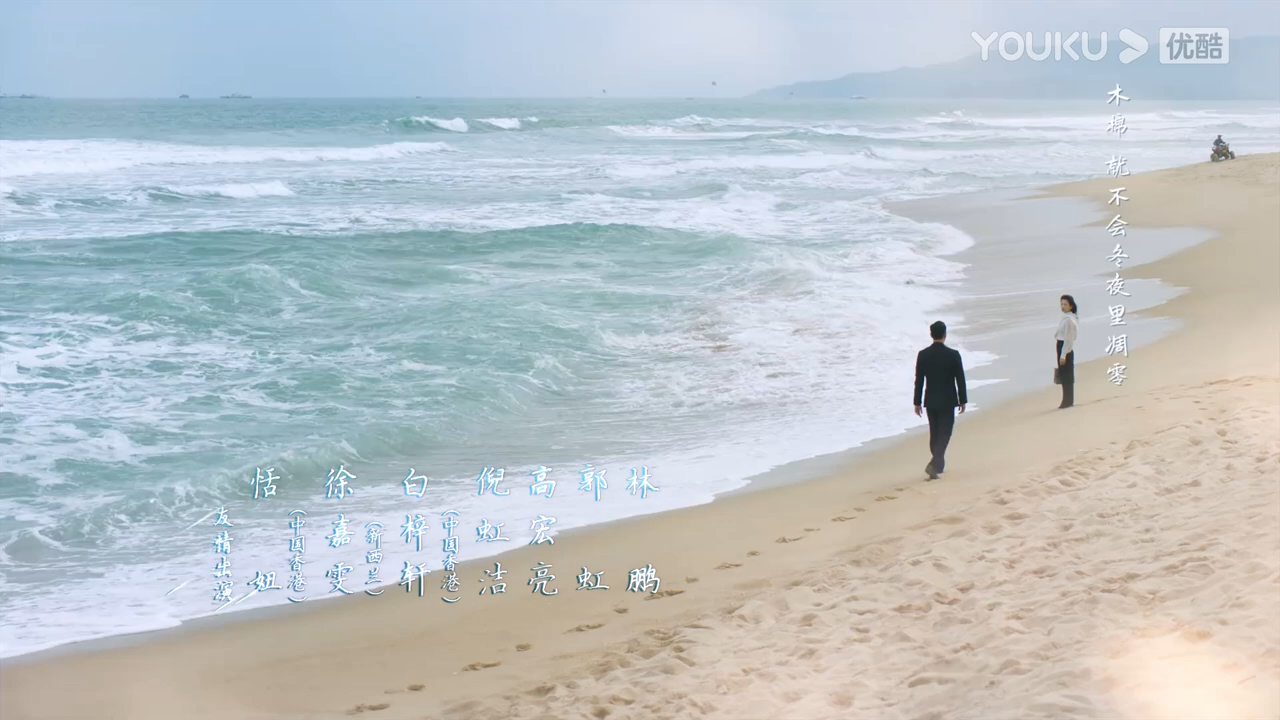 YOUKU 优酷
木棉 就不会冬夜里凋零
林鹏
郭虹
高宏亮
倪虹洁
(中国香港)
白梓轩
(新西兰)
徐嘉雯
(中国香港)
恬妞
友情出演